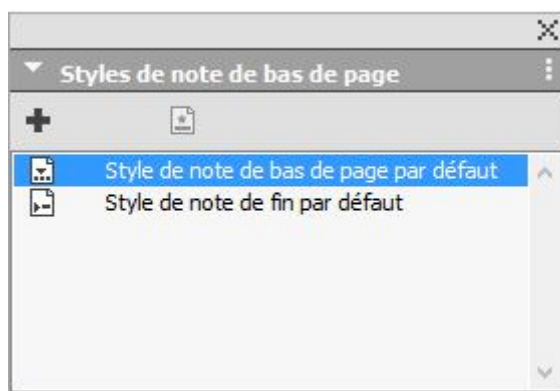 Styles de note de bas de page
Style de note de bas de page par défaut
Style de note de fin par défaut